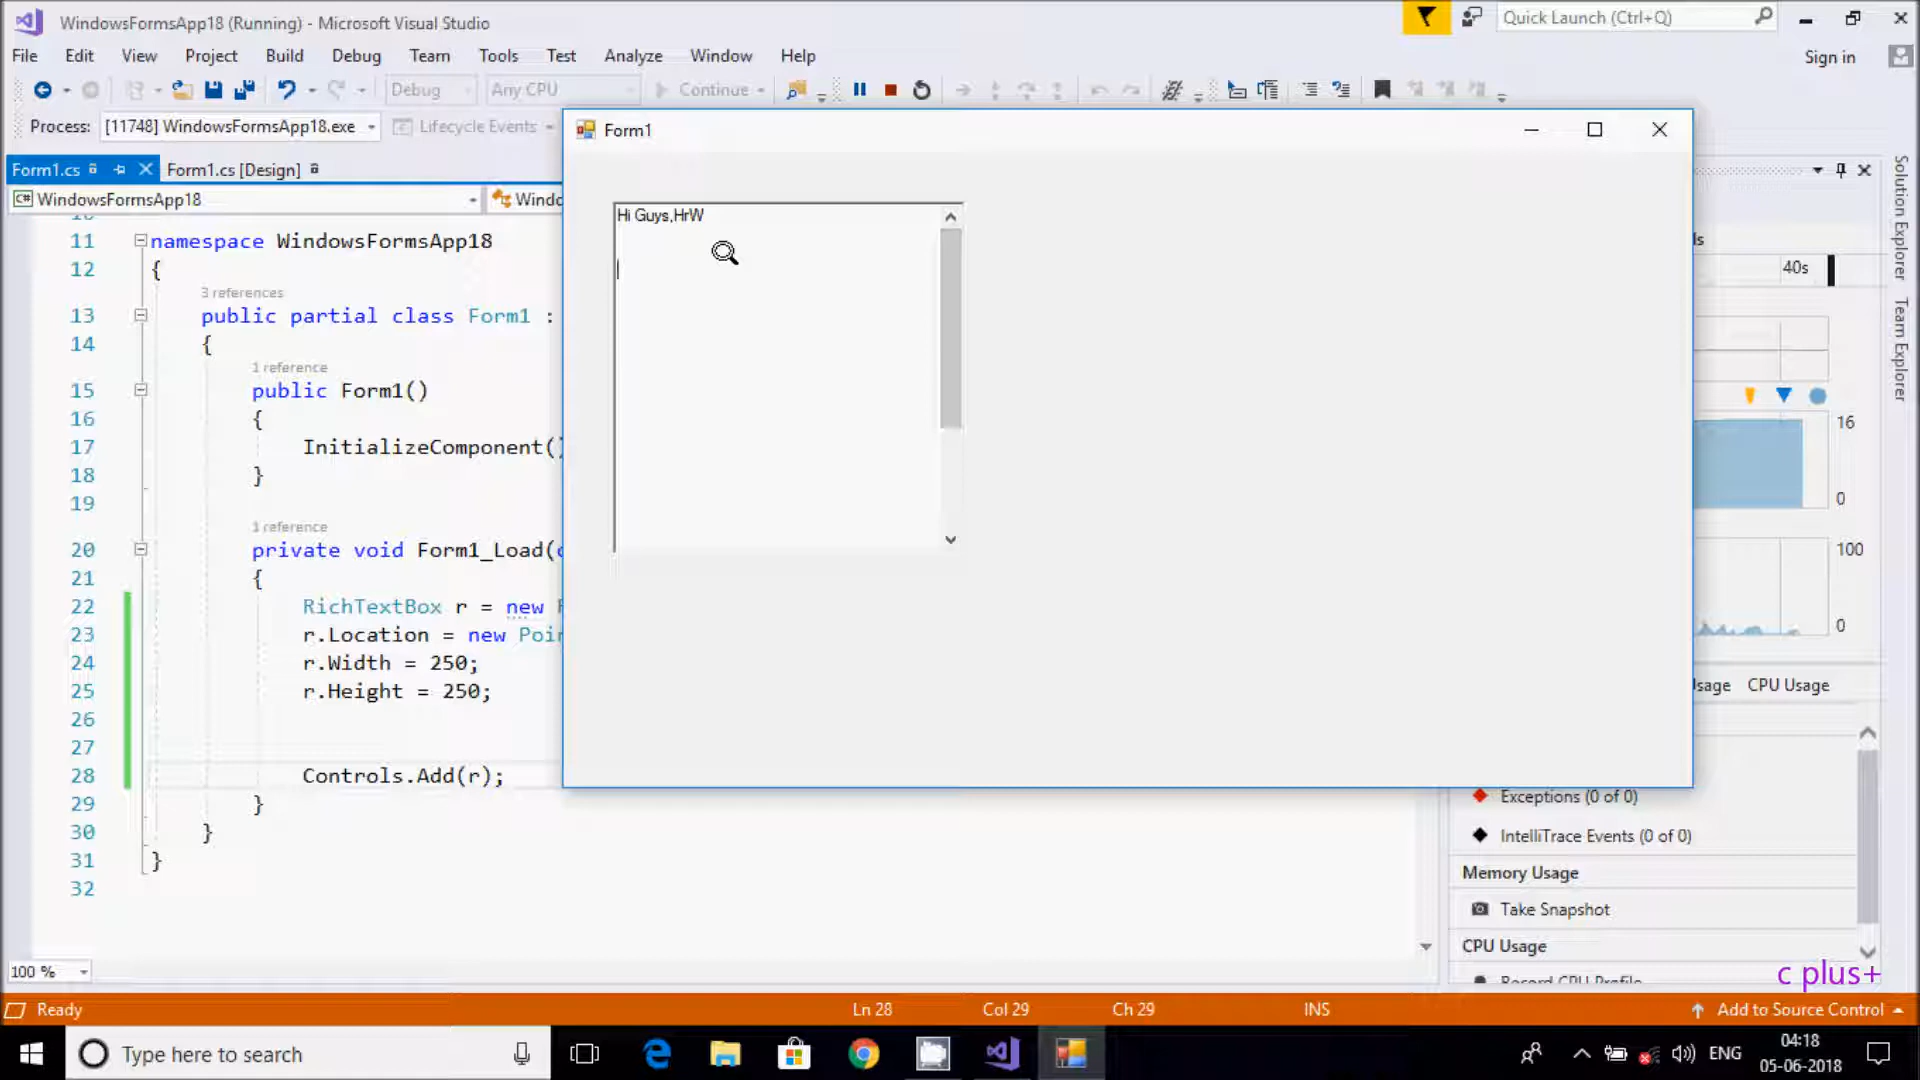 WindowsFormsApp18 (Running) - Microsoft Visual Studio
Quick Launch (Ctrl+Q)
File Edit View Project Build Debug Team Tools Test Analyze Window Help
Sign in
Debug Any CPU Continue
Process: [11748] WindowsFormsApp18.exe Lifecycle Events
Form1
Form1.cs Form1.cs [Design]
WindowsFormsApp18 Windo
Solution Explorer
Team Explorer
Hi Guys,HrW
11 namespace WindowsFormsApp18
12 {
3 references
13 public partial class Form1 :
14 {
1 reference
15 public Form1()
16 {
17 InitializeComponent()
18 }
19
1 reference
20 private void Form1_Load(
21 {
22 RichTextBox r = new
23 r.Location = new Poin
24 r.Width = 250;
25 r.Height = 250;
26
27
28 Controls.Add(r);
29 }
30 }
31 }
32
40s
16
0
100
0
CPU Usage
Exceptions (0 of 0)
IntelliTrace Events (0 of 0)
Memory Usage
Take Snapshot
CPU Usage
Record CPU Profile
c plus+
100 %
Ready Ln 28 Col 29 Ch 29 INS Add to Source Control
Type here to search
ENG
04:18
05-06-2018